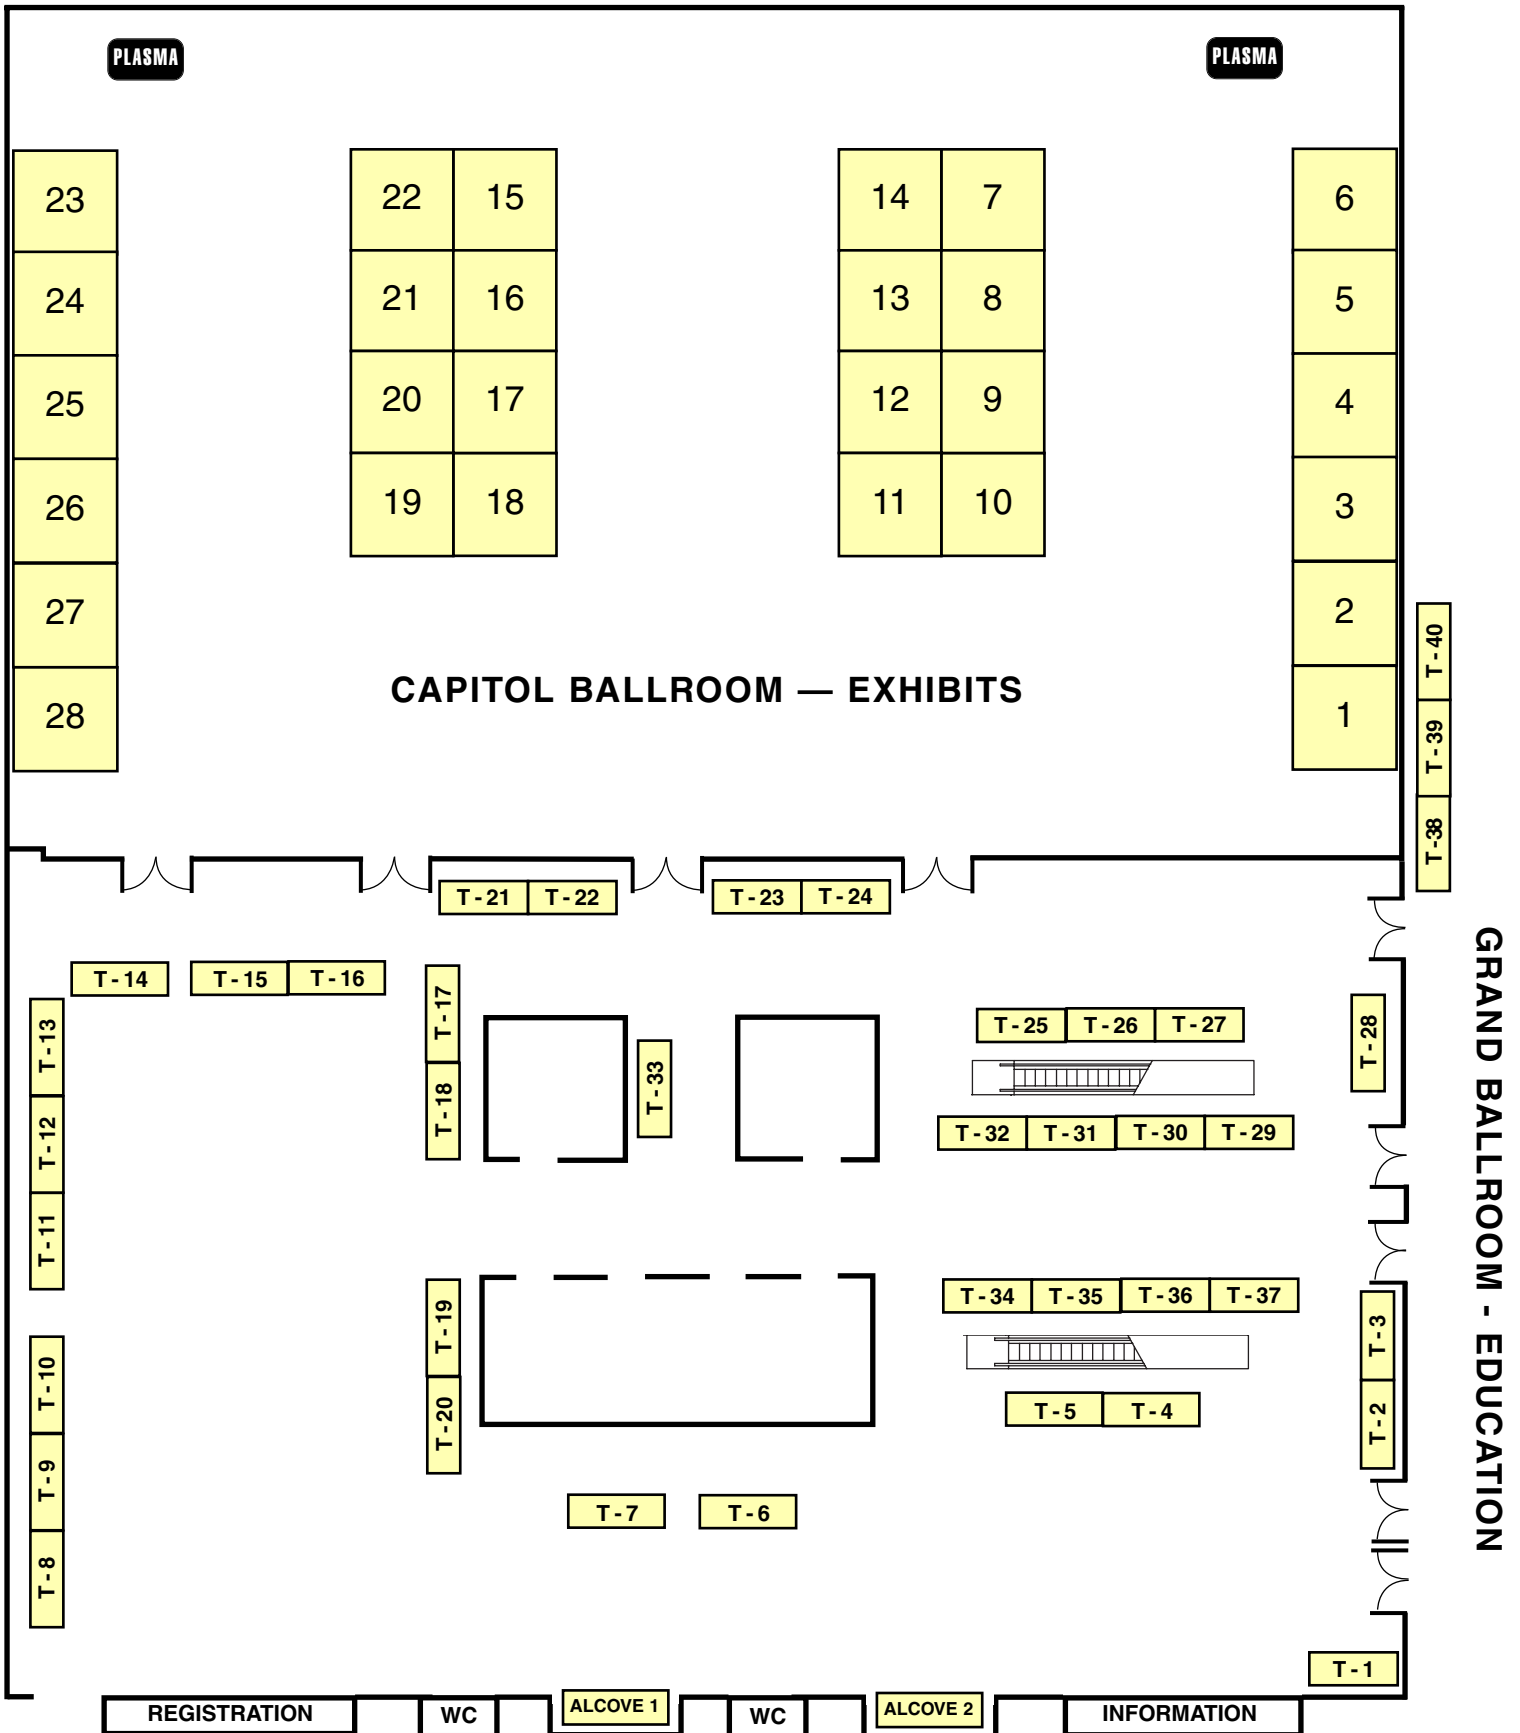 PLASMA
PLASMA
23
22
15
14
7
6
24
21
16
13
8
5
25
20
17
12
9
4
26
19
18
11
10
3
27
2
28
1
CAPITOL BALLROOM — EXHIBITS
T - 40
T - 39
T -38
T - 21
T - 22
T - 23
T - 24
T - 14
T - 15
T - 16
T - 17
T - 18
T - 13
T - 12
T - 11
T - 33
T - 25
T - 26
T - 27
T - 28
T - 32
T - 31
T - 30
T - 29
GRAND BALLROOM - EDUCATION
T - 19
T - 20
T - 34
T - 35
T - 36
T - 37
T - 3
T - 2
T - 10
T - 9
T - 8
T - 5
T - 4
T - 7
T - 6
T - 1
REGISTRATION
WC
ALCOVE 1
WC
ALCOVE 2
INFORMATION